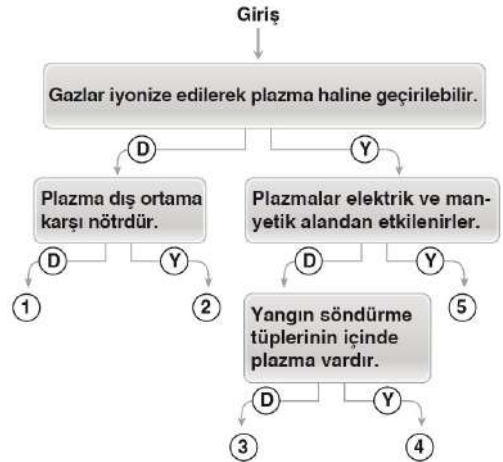 Giriş
Gazlar iyonize edilerek plazma haline geçirilebilir.
D
Y
Plazma dış ortama
karşı nötrdür.
Plazmalar elektrik ve man-
yetik alandan etkilenirler.
D
Y
D
Y
1
2
5
Yangın söndürme
tüplerinin içinde
plazma vardır.
D
Y
3
4